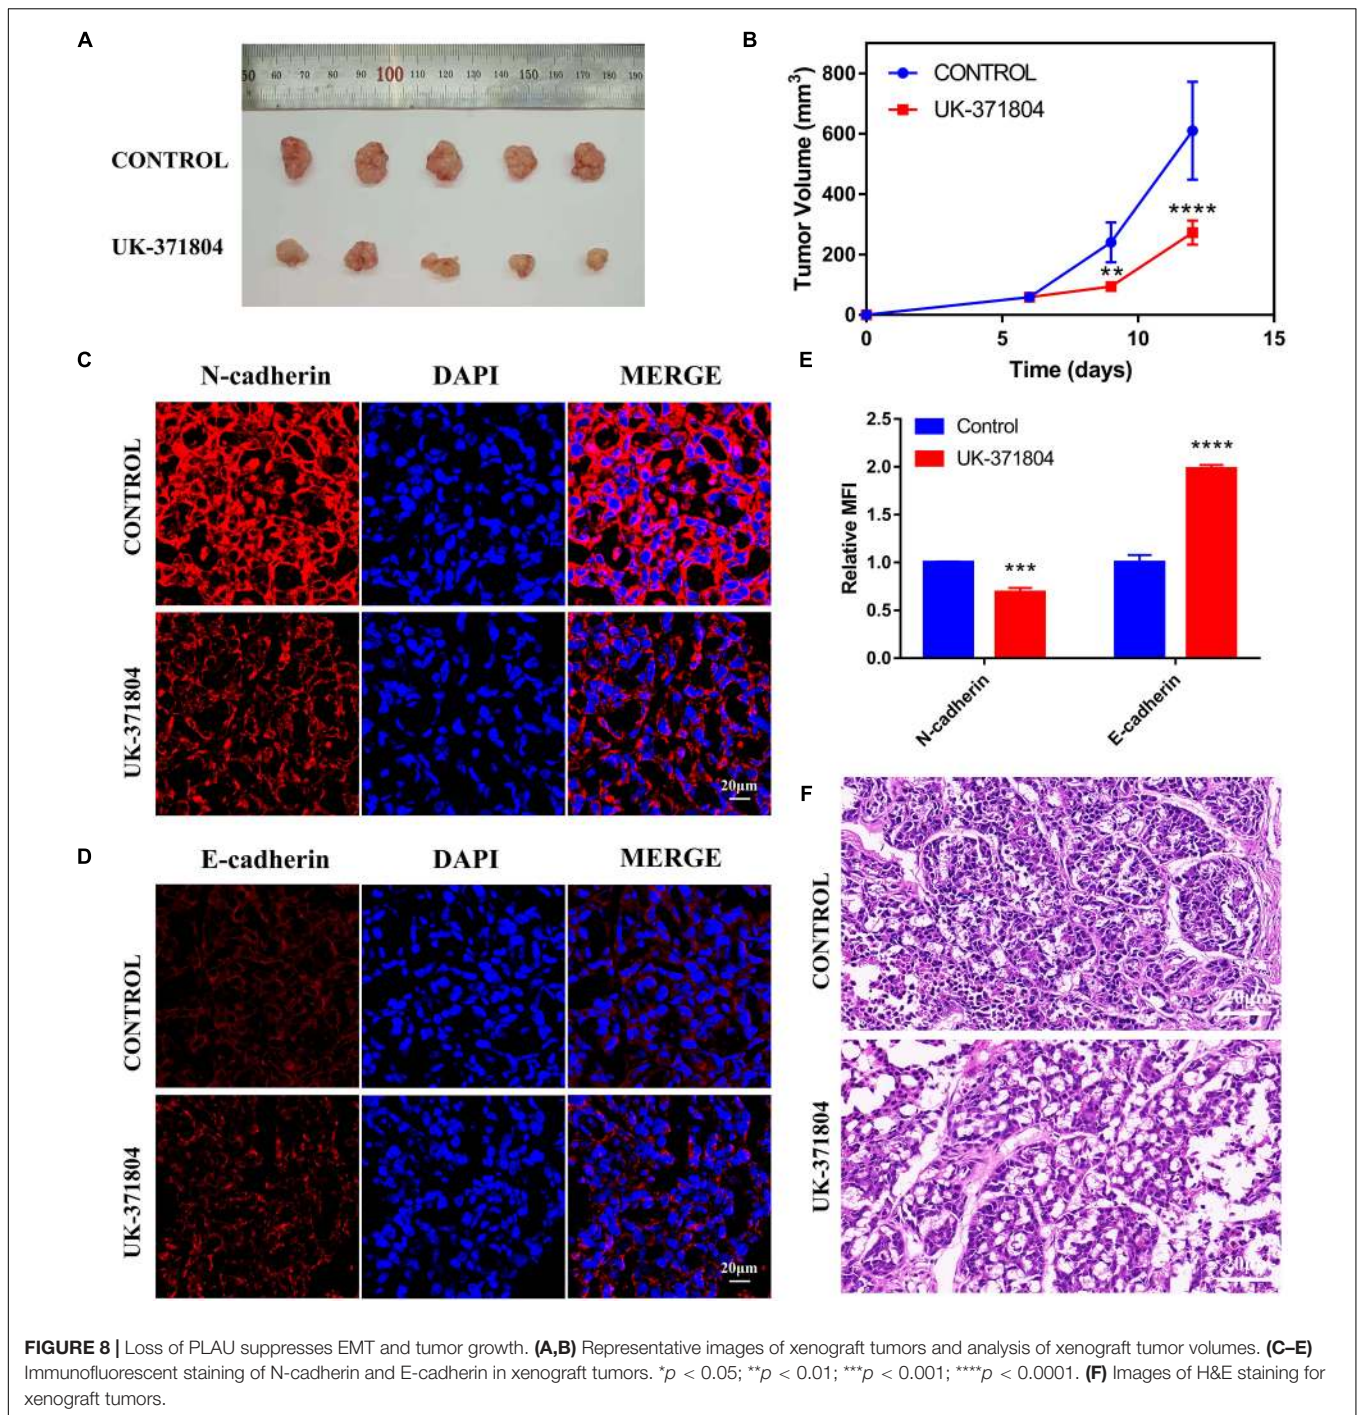 A
50 60 70 80 90 100 110 120 130 140 150 160 170 180 190
CONTROL
UK-371804
B
CONTROL
UK-371804
Tumor Volume (mm3)
800
600
400
200
0
**
****
0 5 10 15
Time (days)
C
N-cadherin DAPI MERGE
CONTROL
UK-371804
20μm
D
E-cadherin DAPI MERGE
CONTROL
UK-371804
20μm
E
Control
UK-371804
Relative MFI
2.5
2.0
1.5
1.0
0.5
0.0
***
****
N-cadherin
E-cadherin
F
CONTROL
20μm
UK-371804
20μm
FIGURE 8 | Loss of PLAU suppresses EMT and tumor growth. (A,B) Representative images of xenograft tumors and analysis of xenograft tumor volumes. (C–E)
Immunofluorescent staining of N-cadherin and E-cadherin in xenograft tumors. *p < 0.05; **p < 0.01; ***p < 0.001; ****p < 0.0001. (F) Images of H&E staining for
xenograft tumors.